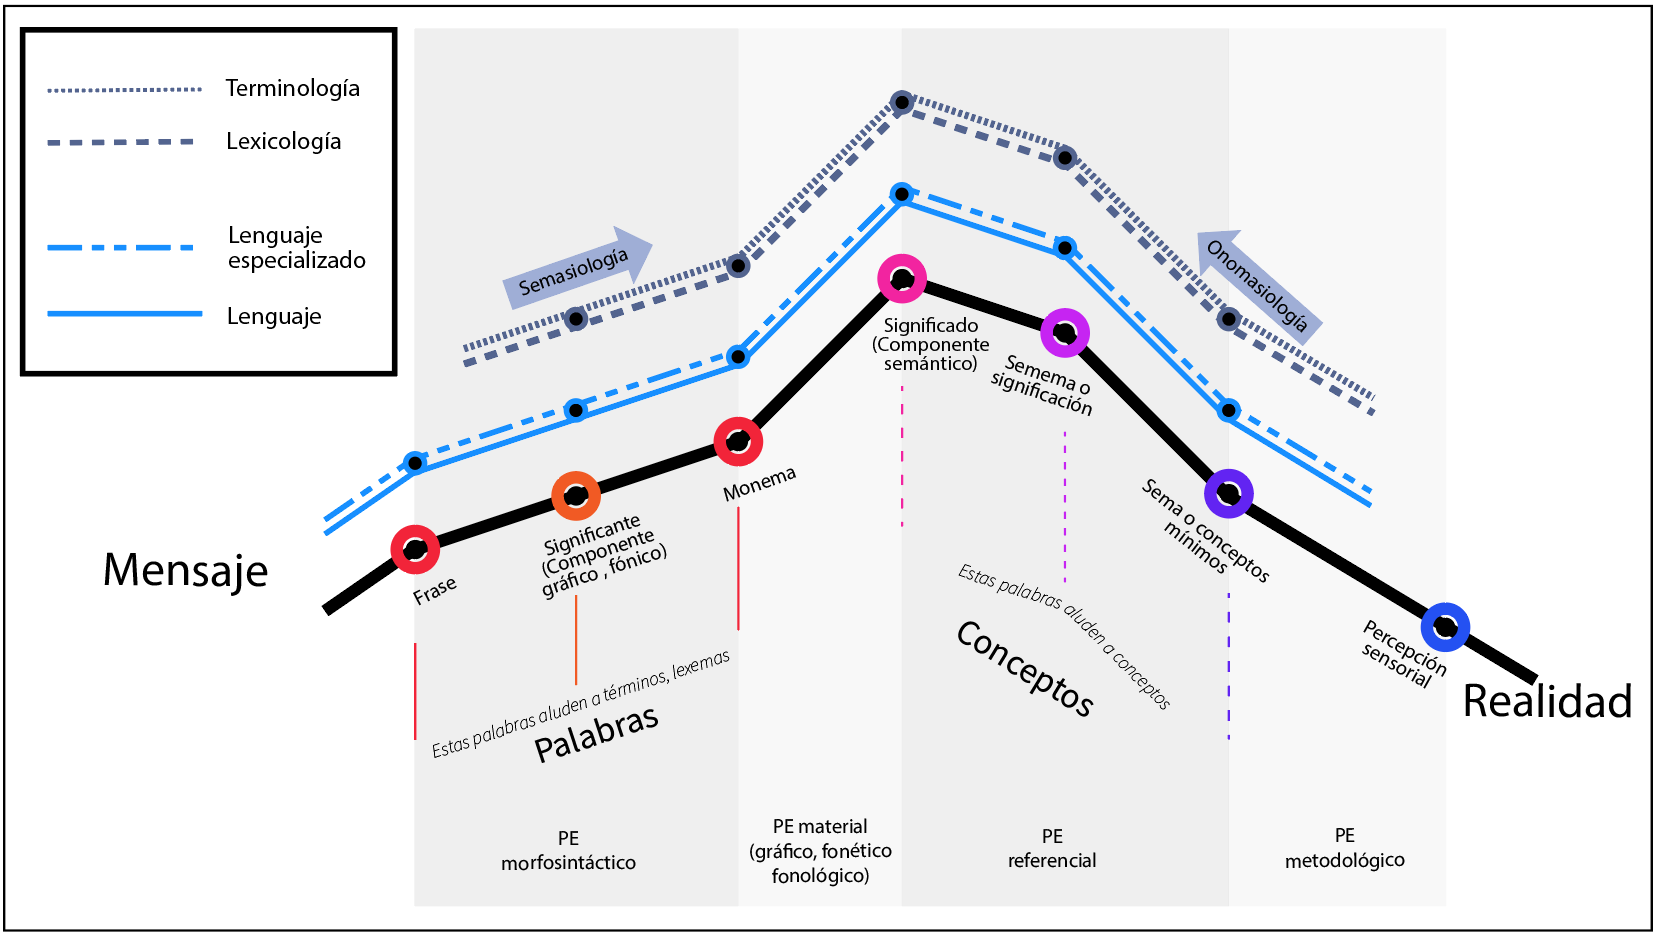 Terminología
Lexicología
Lenguaje
especializado
Lenguaje
Semasiología
Onomasiología
Significado
(Componente
semántico)
Semema o
significación
Monema
Sema o conceptos
mínimos
Significante
(Componente
gráfico , fónico)
Frase
Mensaje
Percepción
sensorial
Realidad
Estas palabras aluden a términos, lexemas
Palabras
Estas palabras aluden a conceptos
Conceptos
PE
morfosintáctico
PE material
(gráfico, fonético
fonológico)
PE
referencial
PE
metodológico